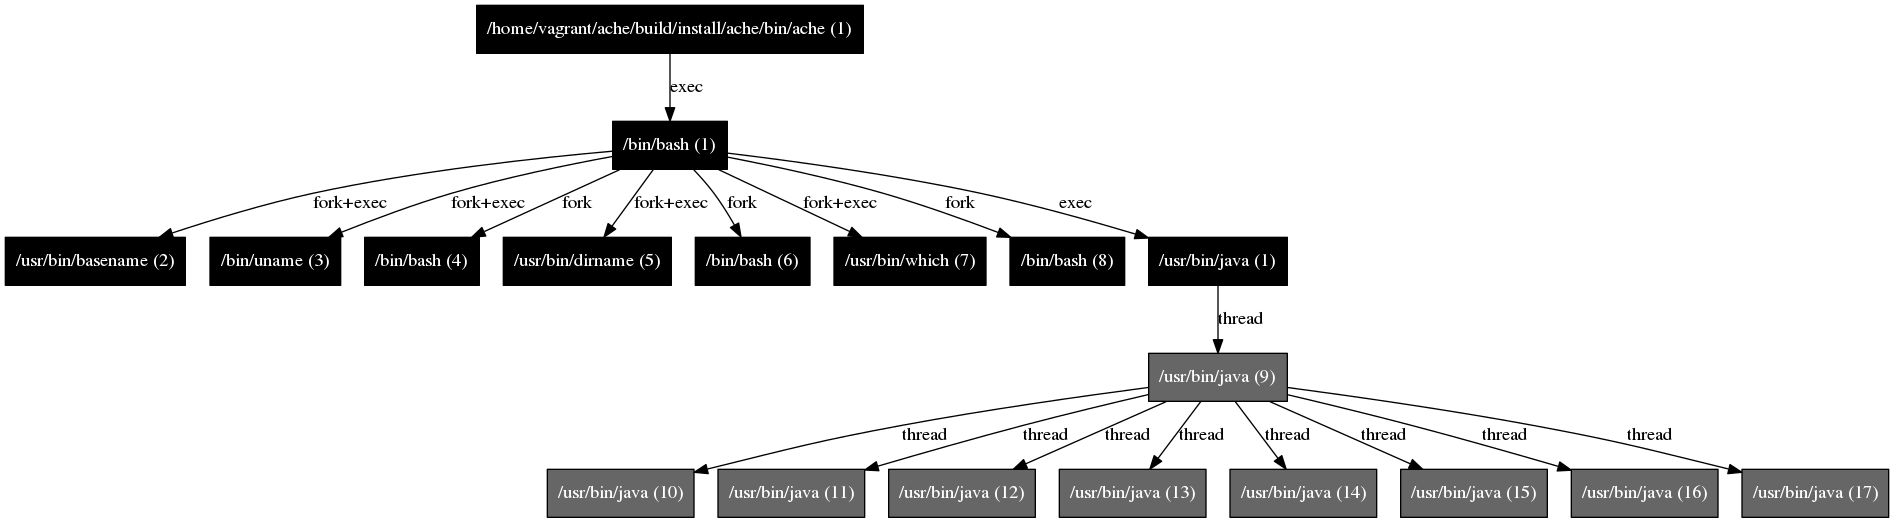 /home/vagrant/ache/build/install/ache/bin/ache (1)
exec
/bin/bash (1)
fork+exec
fork+exec
fork
fork+exec
fork
fork+exec
fork
exec
/usr/bin/basename (2)
/bin/uname (3)
/bin/bash (4)
/usr/bin/dirname (5)
/bin/bash (6)
/usr/bin/which (7)
/bin/bash (8)
/usr/bin/java (1)
thread
/usr/bin/java (9)
thread
thread
thread
thread
thread
thread
thread
thread
/usr/bin/java (10)
/usr/bin/java (11)
/usr/bin/java (12)
/usr/bin/java (13)
/usr/bin/java (14)
/usr/bin/java (15)
/usr/bin/java (16)
/usr/bin/java (17)